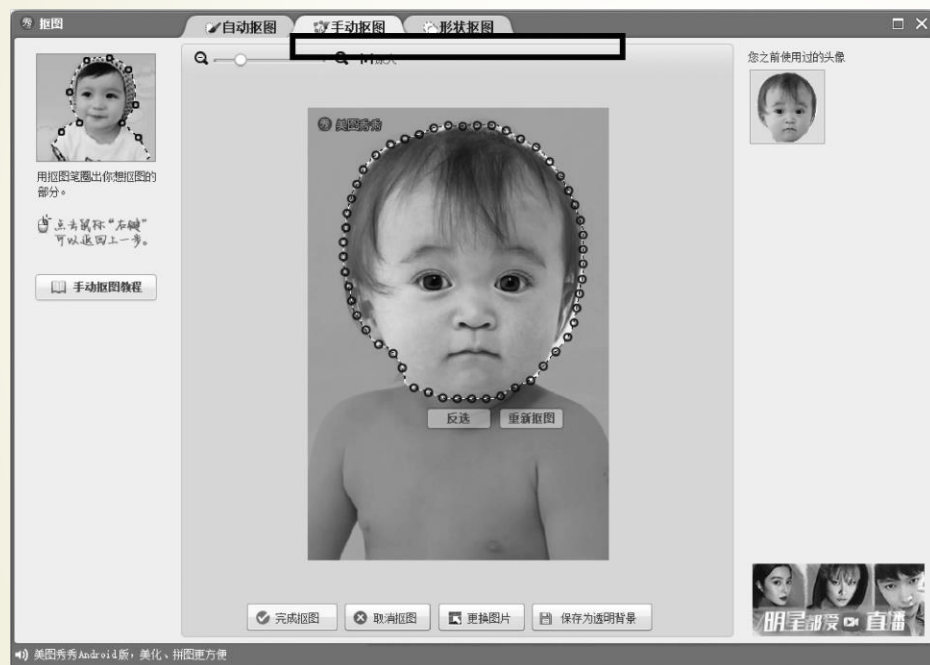 抠图
自动抠图
手动抠图
形状抠图
您之前使用过的头像
美图秀秀
用抠图笔圈出你想抠图的
部分。
点击鼠标“右键”
可以返回上一步。
手动抠图教程
反选
重新抠图
完成抠图
取消抠图
更换图片
保存为透明背景
明星都爱直播
美图秀秀Android版，美化、拼图更方便